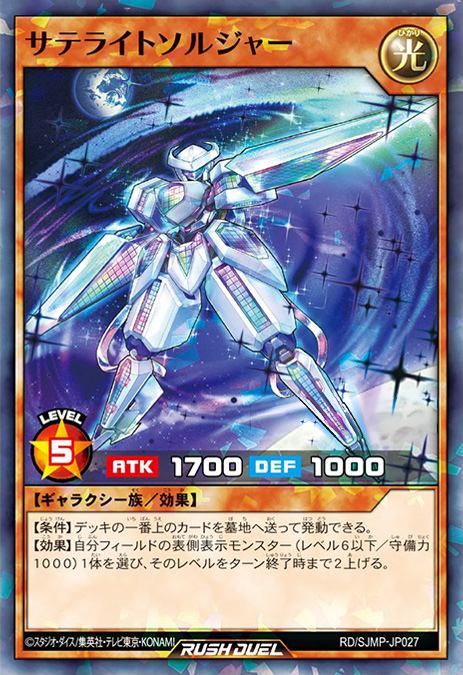 サテライトソルジャー
ひかり
光
LEVEL
5
ATK 1700 DEF 1000
【ギャラクシー族/効果】
【条件】デッキの一番上のカードを墓地へ送って発動できる。
【効果】自分フィールドの表側表示モンスター(レベル6以下/守備力
1000)1体を選び、そのレベルをターン終了時まで2上げる。
©スタジオ・ダイス/集英社・テレビ東京・KONAMI
RUSH DUEL
RD/SJMP-JP027